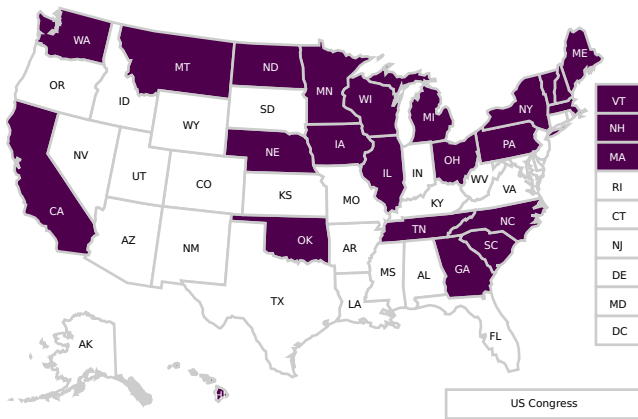 WA
ME
MT
ND
OR
MN
VT
ID
WI
NY
SD
MI
NH
WY
PA
IA
MA
NE
OH
NV
IL
IN
WV
RI
UT
CO
KS
VA
MO
KY
CA
CT
NC
TN
OK
AZ
NM
AR
SC
NJ
GA
MS
AL
DE
TX
LA
MD
DC
FL
AK
HI
US Congress